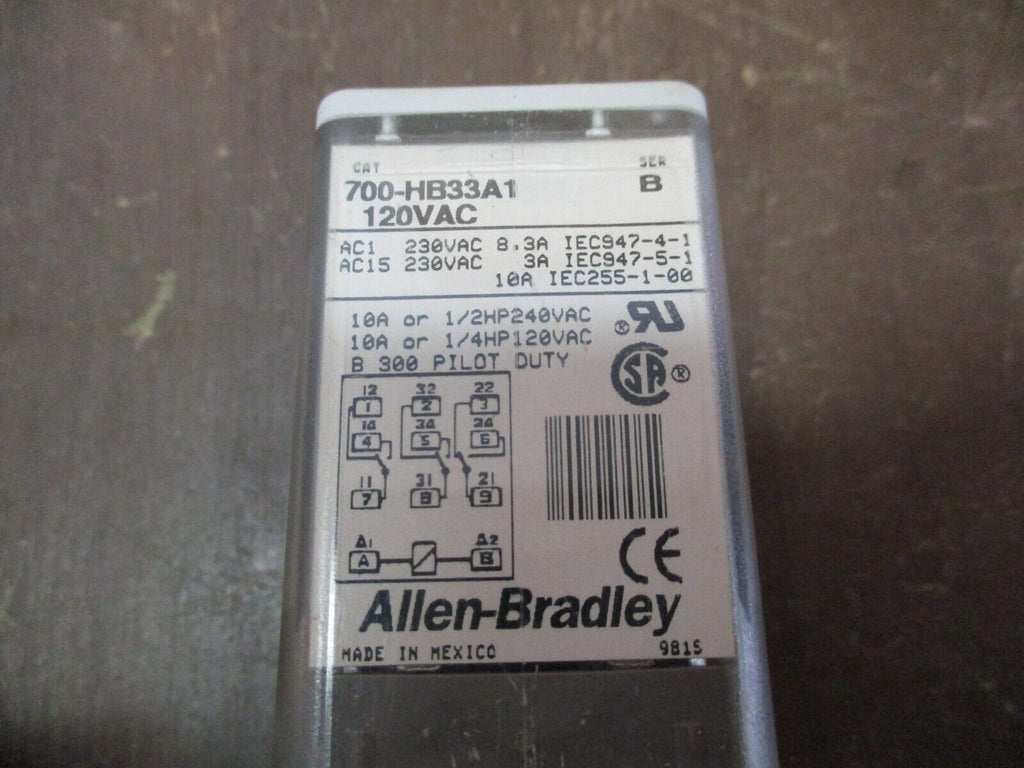 CAT SER
700-HB33A1 B
120VAC
AC1 230VAC 8.3A IEC947-4-1
AC15 230VAC 3A IEC947-5-1
10A IEC255-1-00
10A or 1/2HP240VAC
10A or 1/4HP120VAC
B 300 PILOT DUTY
® RU
SA ®
12 32 22
1 2 3
14 34 24
4 5 6
11 31 21
7 8 9
A1 A2
A B
CE
Allen-Bradley
MADE IN MEXICO 9815